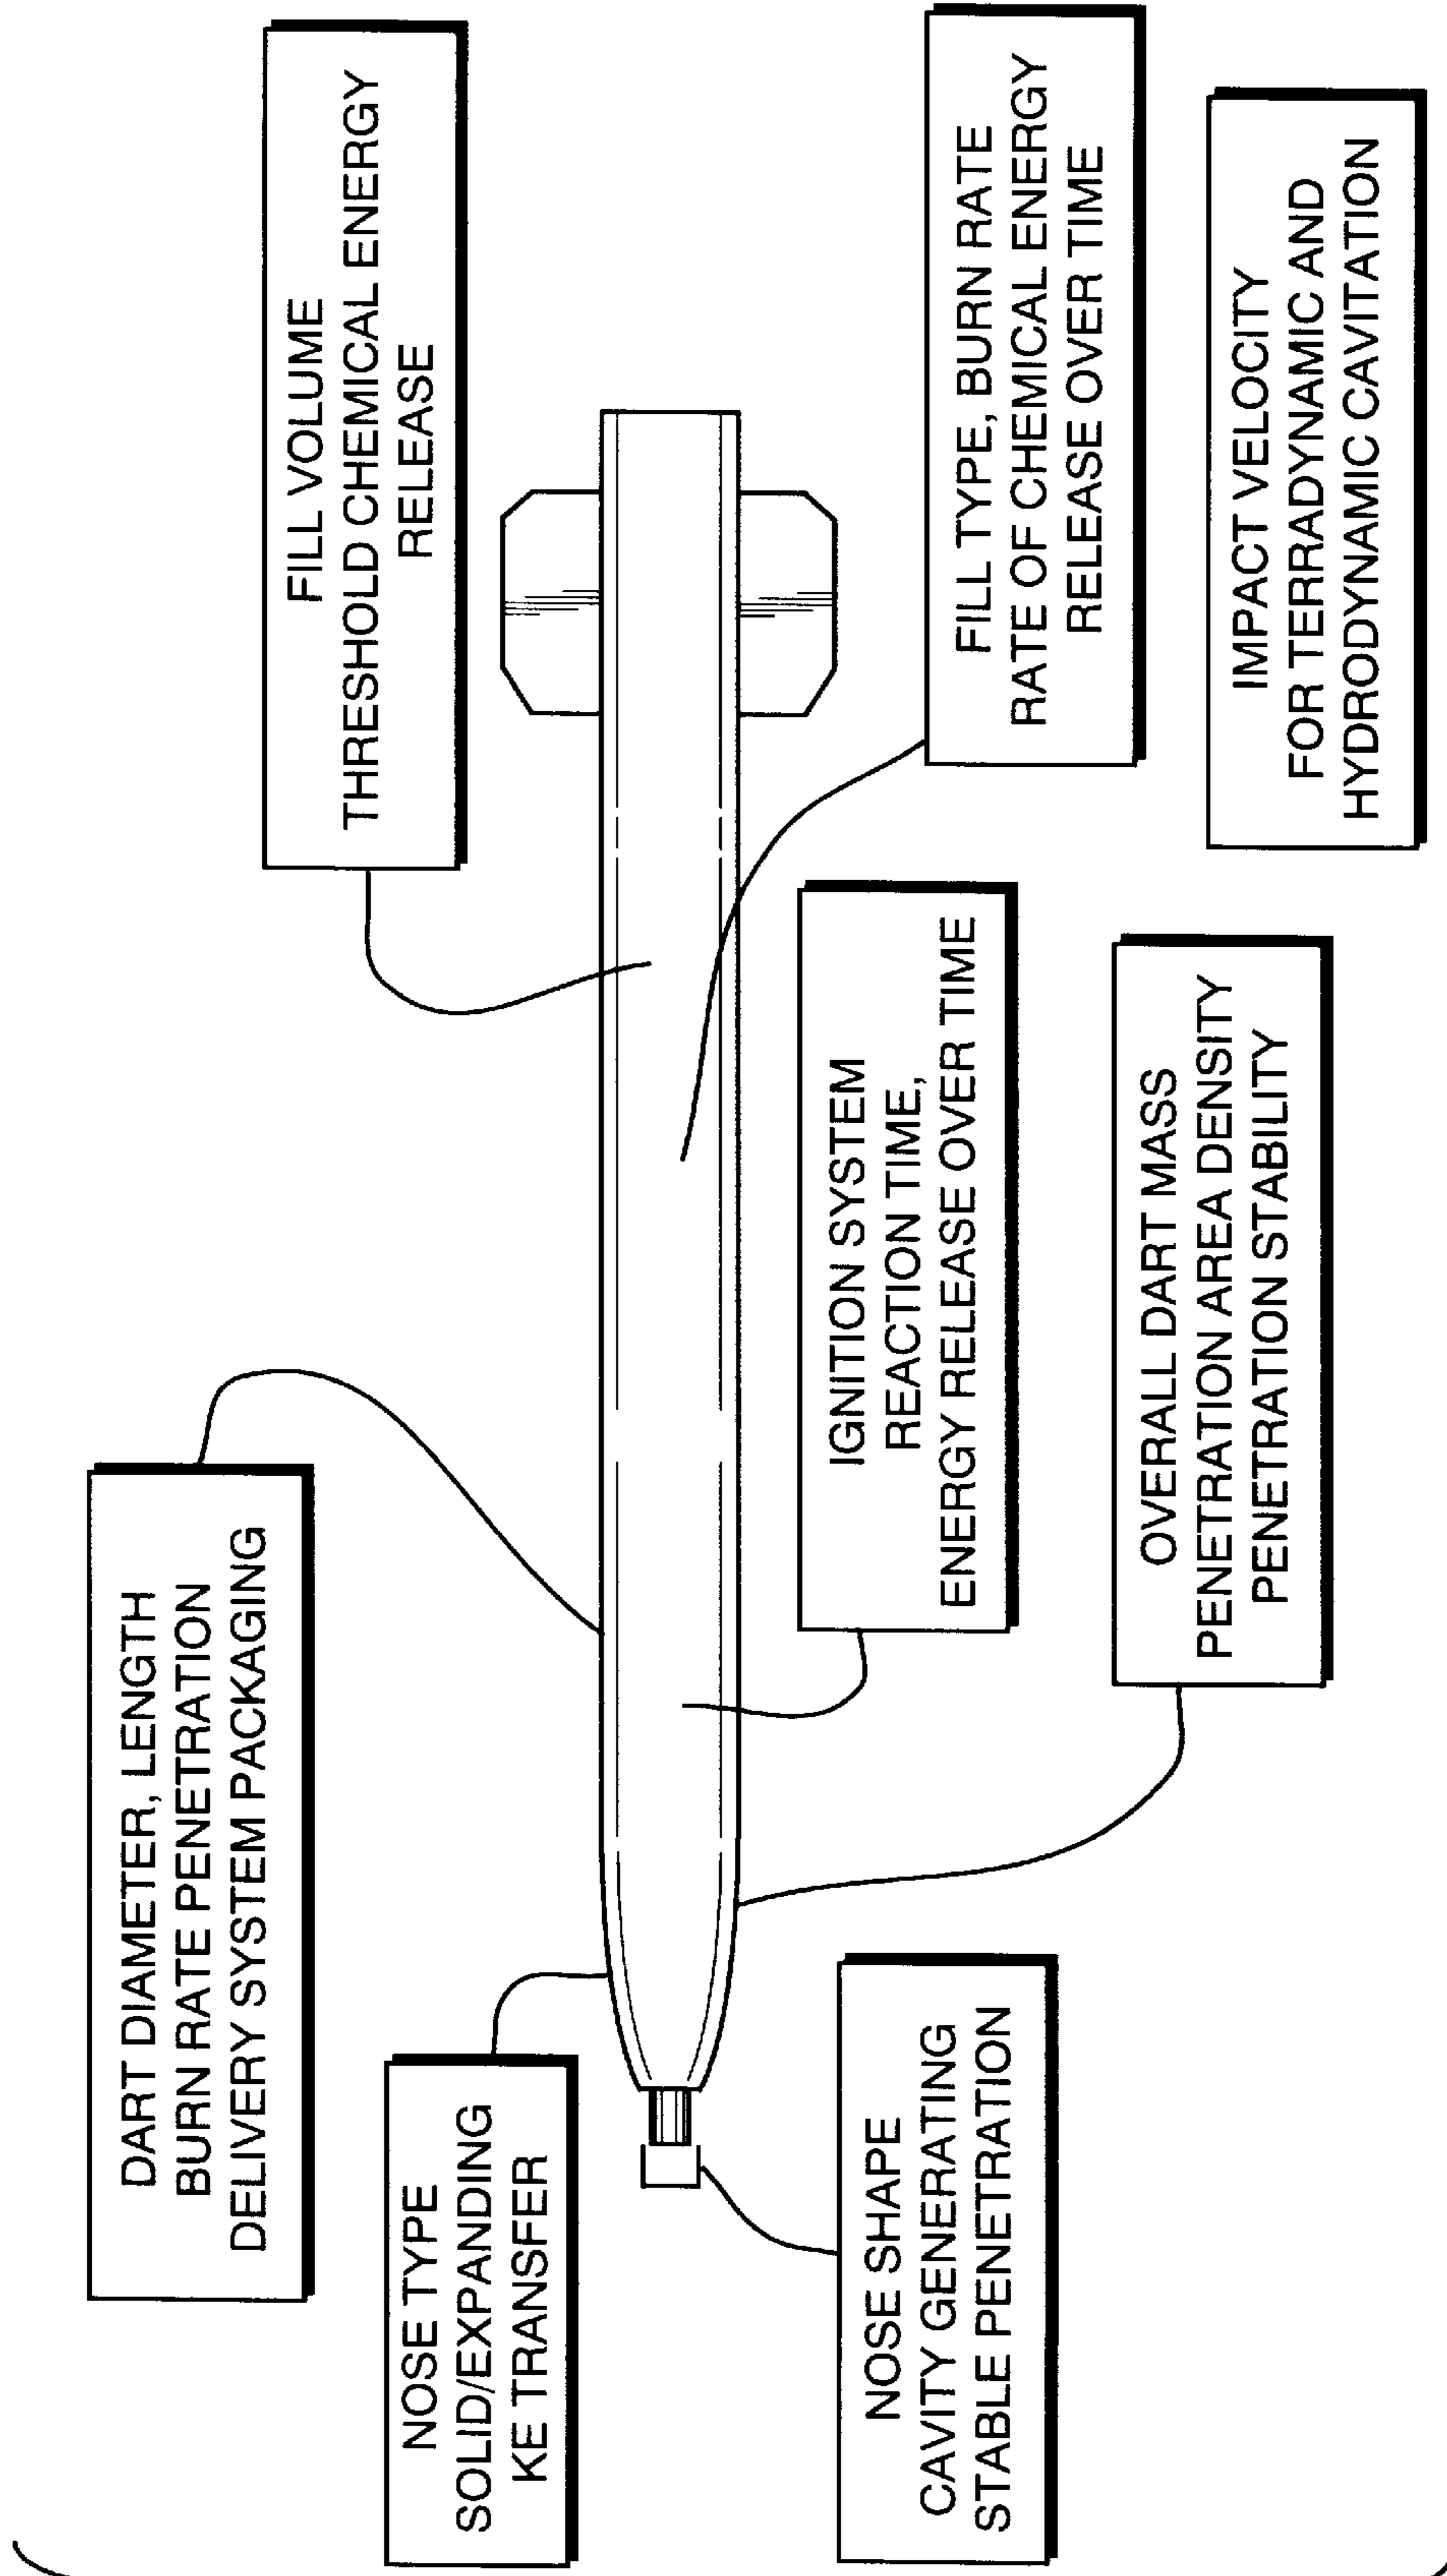 DART DIAMETER, LENGTH
BURN RATE PENETRATION
DELIVERY SYSTEM PACKAGING
FILL VOLUME
THRESHOLD CHEMICAL ENERGY
RELEASE
NOSE TYPE
SOLID/EXPANDING
KE TRANSFER
NOSE SHAPE
CAVITY GENERATING
STABLE PENETRATION
IGNITION SYSTEM
REACTION TIME,
ENERGY RELEASE OVER TIME
FILL TYPE, BURN RATE
RATE OF CHEMICAL ENERGY
RELEASE OVER TIME
OVERALL DART MASS
PENETRATION AREA DENSITY
PENETRATION STABILITY
IMPACT VELOCITY
FOR TERRADYNAMIC AND
HYDRODYNAMIC CAVITATION